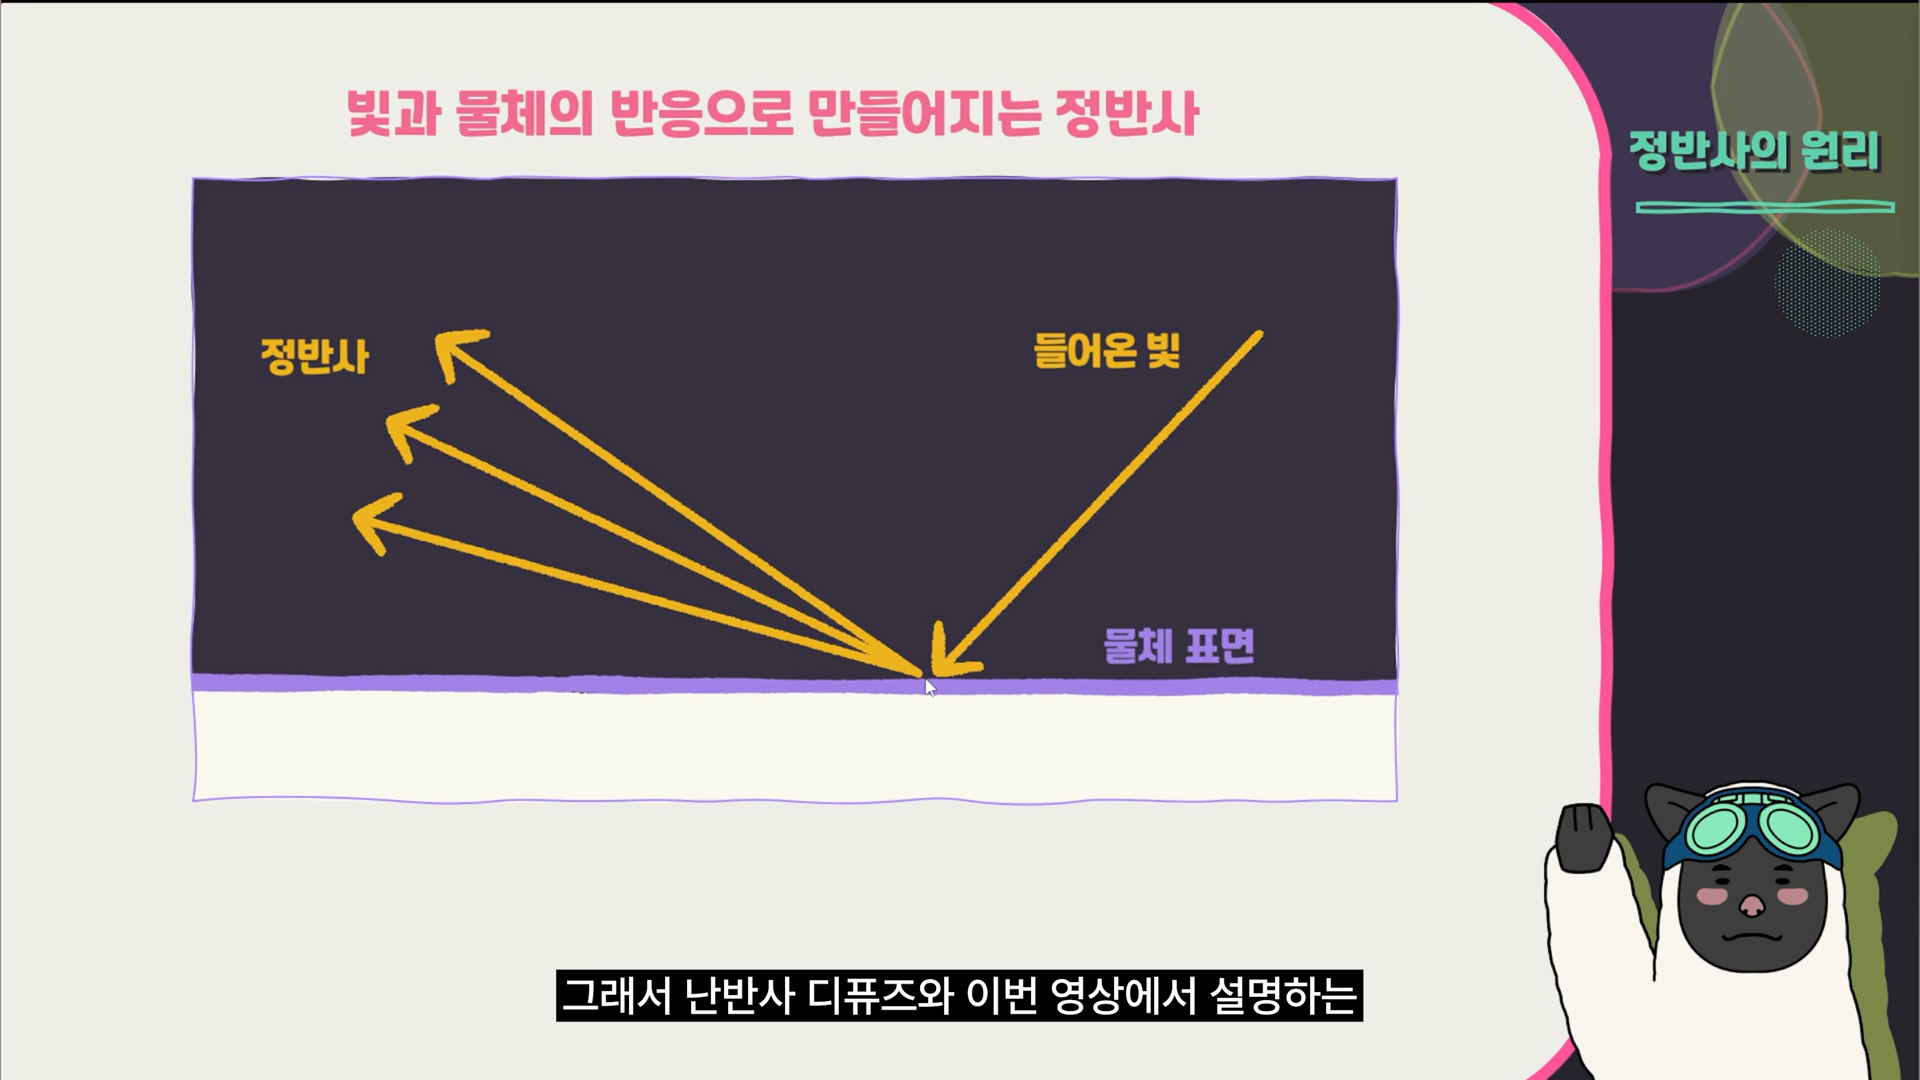 빛과 물체의 반응으로 만들어지는 정반사
정반사의 원리
정반사
들어온 빛
물체 표면
그래서 난반사 디퓨즈와 이번 영상에서 설명하는